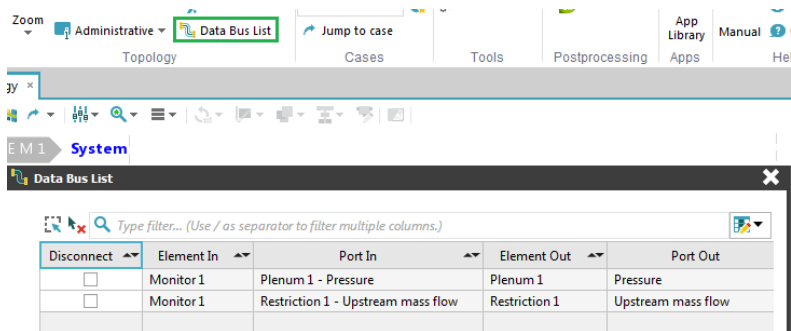 Zoom
Administrative
Data Bus List
Jump to case
App
Library
Manual
Topology
Cases
Tools
Postprocessing
Apps
He
gy ×
EM1
System
Data Bus List
Type filter... (Use / as separator to filter multiple columns.)
Disconnect Element In Port In Element Out Port Out
Monitor 1 Plenum 1 - Pressure Plenum 1 Pressure
Monitor 1 Restriction 1 - Upstream mass flow Restriction 1 Upstream mass flow